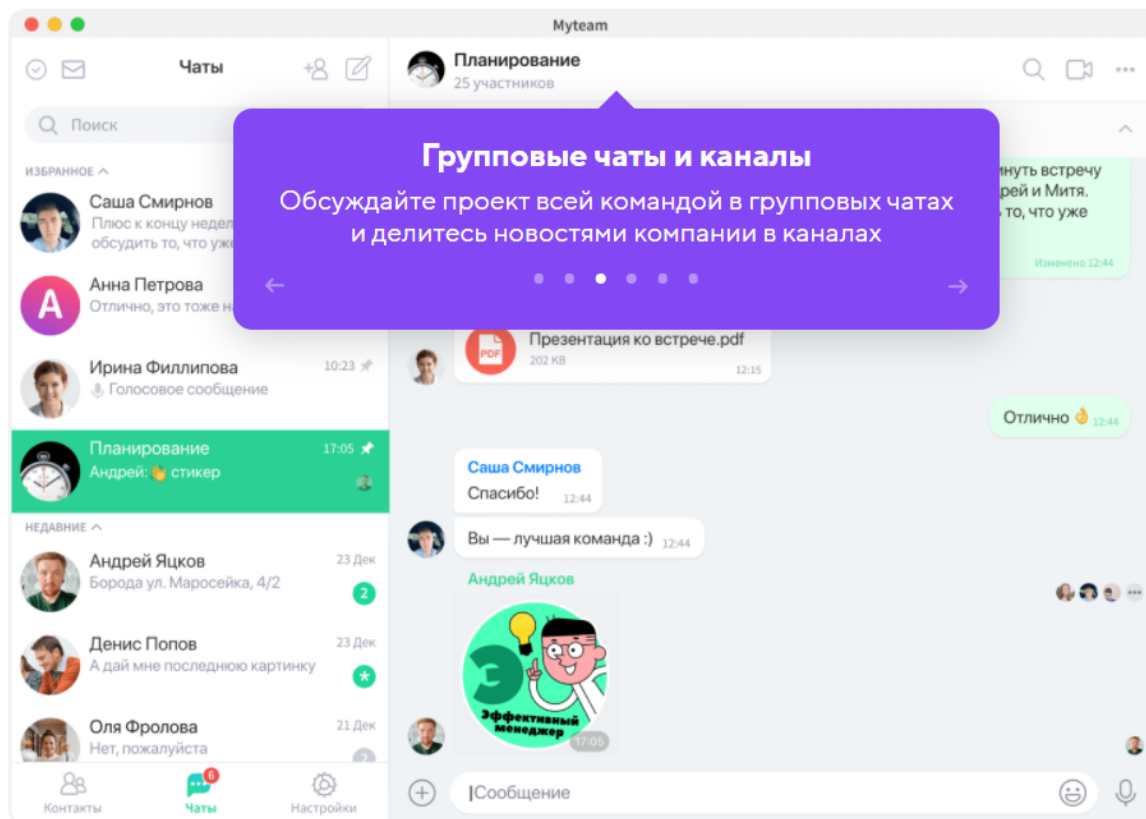 Myteam
Чаты
Поиск
ИЗБРАННОЕ
Саша Смирнов
Плюс к концу
обсудить то, что
Анна Петрова
Отлично, это тоже
Ирина Филлипова
10:23
Голосовое сообщение
Планирование
17:05
Андрей: 👏 стикер
НЕДАВНИЕ
Андрей Яцков
23 Дек
Борода ул. Маросейка, 4/2
2
Денис Попов
23 Дек
А дай мне последнюю картинку
*
Оля Фролова
21 Дек
Нет, пожалуйста
6
Контакты
Чаты
Настройки
Планирование
25 участников
Групповые чаты и каналы
Обсуждайте проект всей командой в групповых чатах
и делитесь новостями компании в каналах
встречу
и Митя.
то, что уже
Изменено 12:44
PDF
Презентация ко встрече.pdf
202 KB
12:15
Отлично 👌 12:44
Саша Смирнов
Спасибо! 12:44
Вы — лучшая команда :) 12:44
Андрей Яцков
Э
Эффективный
менеджер
17:05
Сообщение